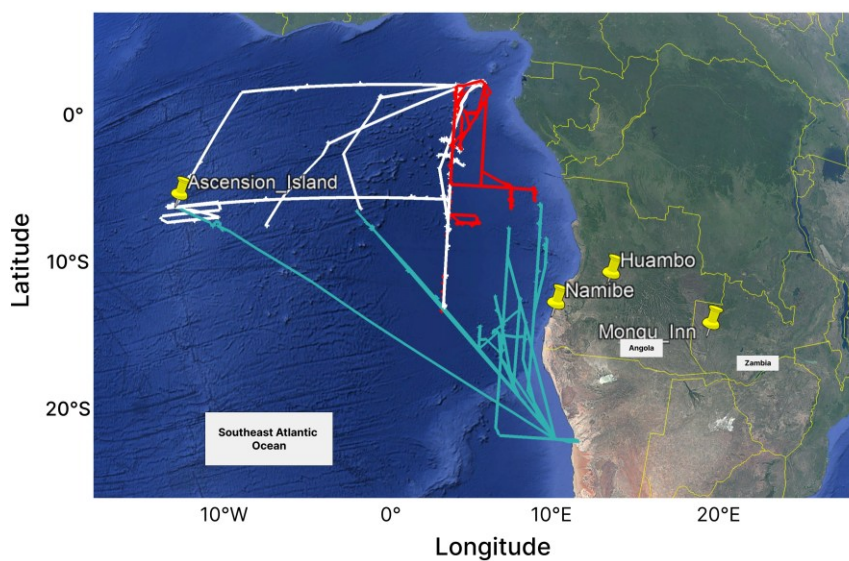 Latitude
0°
10°S
20°S
Ascension_Island
Huambo
Namibe
Mongu_Inn
Angola
Zambia
Southeast Atlantic
Ocean
10°W
0°
10°E
20°E
Longitude